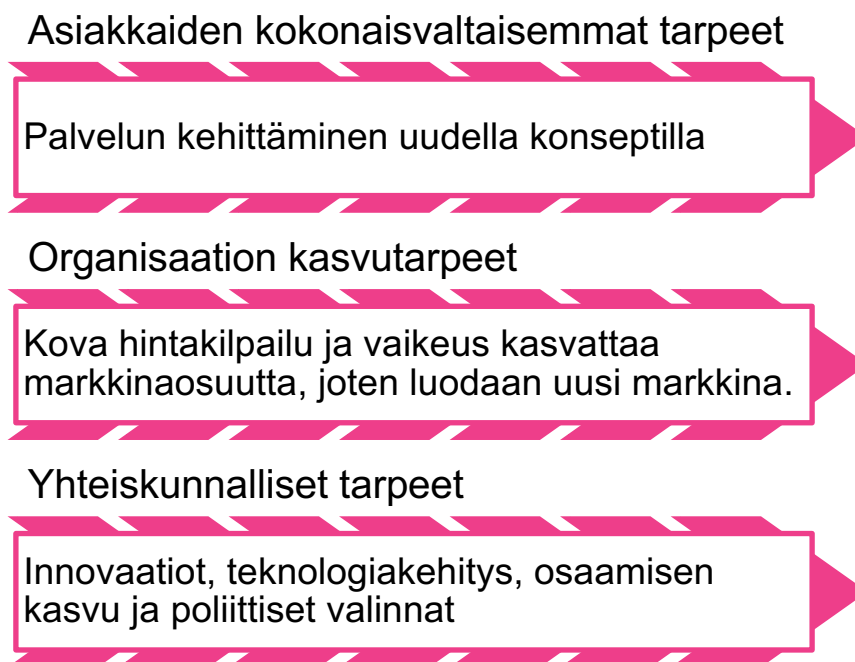 Asiakkaiden kokonaisvaltaisemmat tarpeet
Palvelun kehittäminen uudella konseptilla
Organisaation kasvutarpeet
Kova hintakilpailu ja vaikeus kasvattaa
markkinaosuutta, joten luodaan uusi markkina.
Yhteiskunnalliset tarpeet
Innovaatiot, teknologiakehitys, osaamisen
kasvu ja poliittiset valinnat